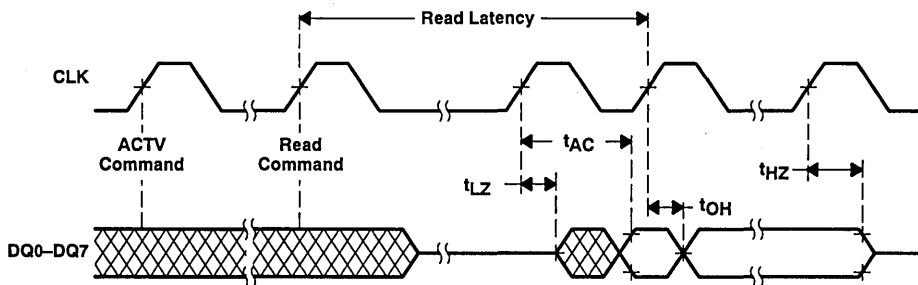 Read Latency
CLK
ACTV
Command
Read
Command
tAC
tLZ
tHZ
tOH
DQ0–DQ7